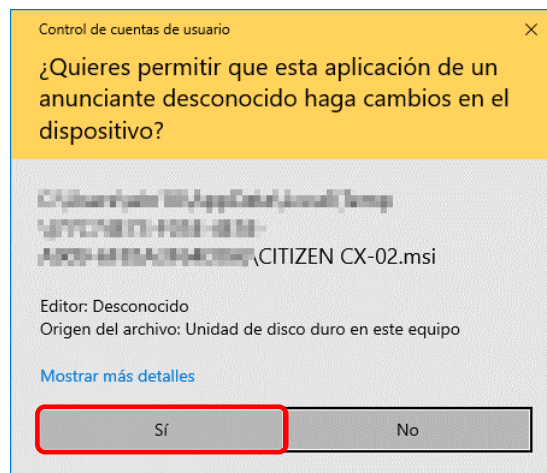 Control de cuentas de usuario
¿Quieres permitir que esta aplicación de un
anunciante desconocido haga cambios en el
dispositivo?
\CITIZEN CX-02.msi
Editor: Desconocido
Origen del archivo: Unidad de disco duro en este equipo
Mostrar más detalles
Sí
No